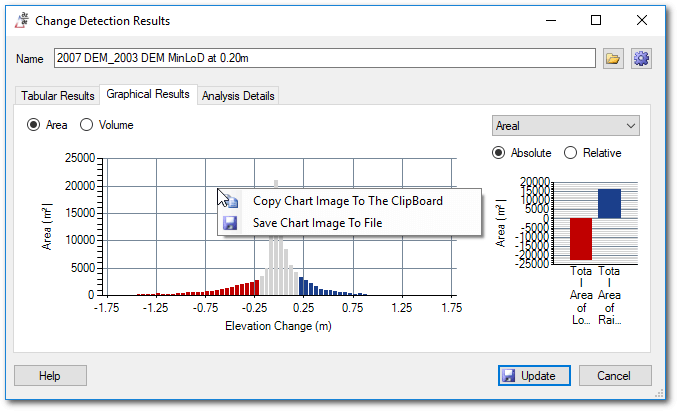 Change Detection Results
Name 2007 DEM_2003 DEM MinLoD at 0.20m
Tabular Results Graphical Results Analysis Details
Area Volume
Areal
Absolute Relative
Area (m²)
25000
20000
15000
10000
5000
0
-1.75 -1.25 -0.75 -0.25 0.25 0.75 1.25 1.75
Elevation Change (m)
Copy Chart Image To The ClipBoard
Save Chart Image To File
Area (m²)
20000
15000
10000
5000
0
-5000
-10000
-15000
-20000
-25000
Tota
l
Area
of
Lo...
Tota
l
Area
of
Rai...
Help Update Cancel